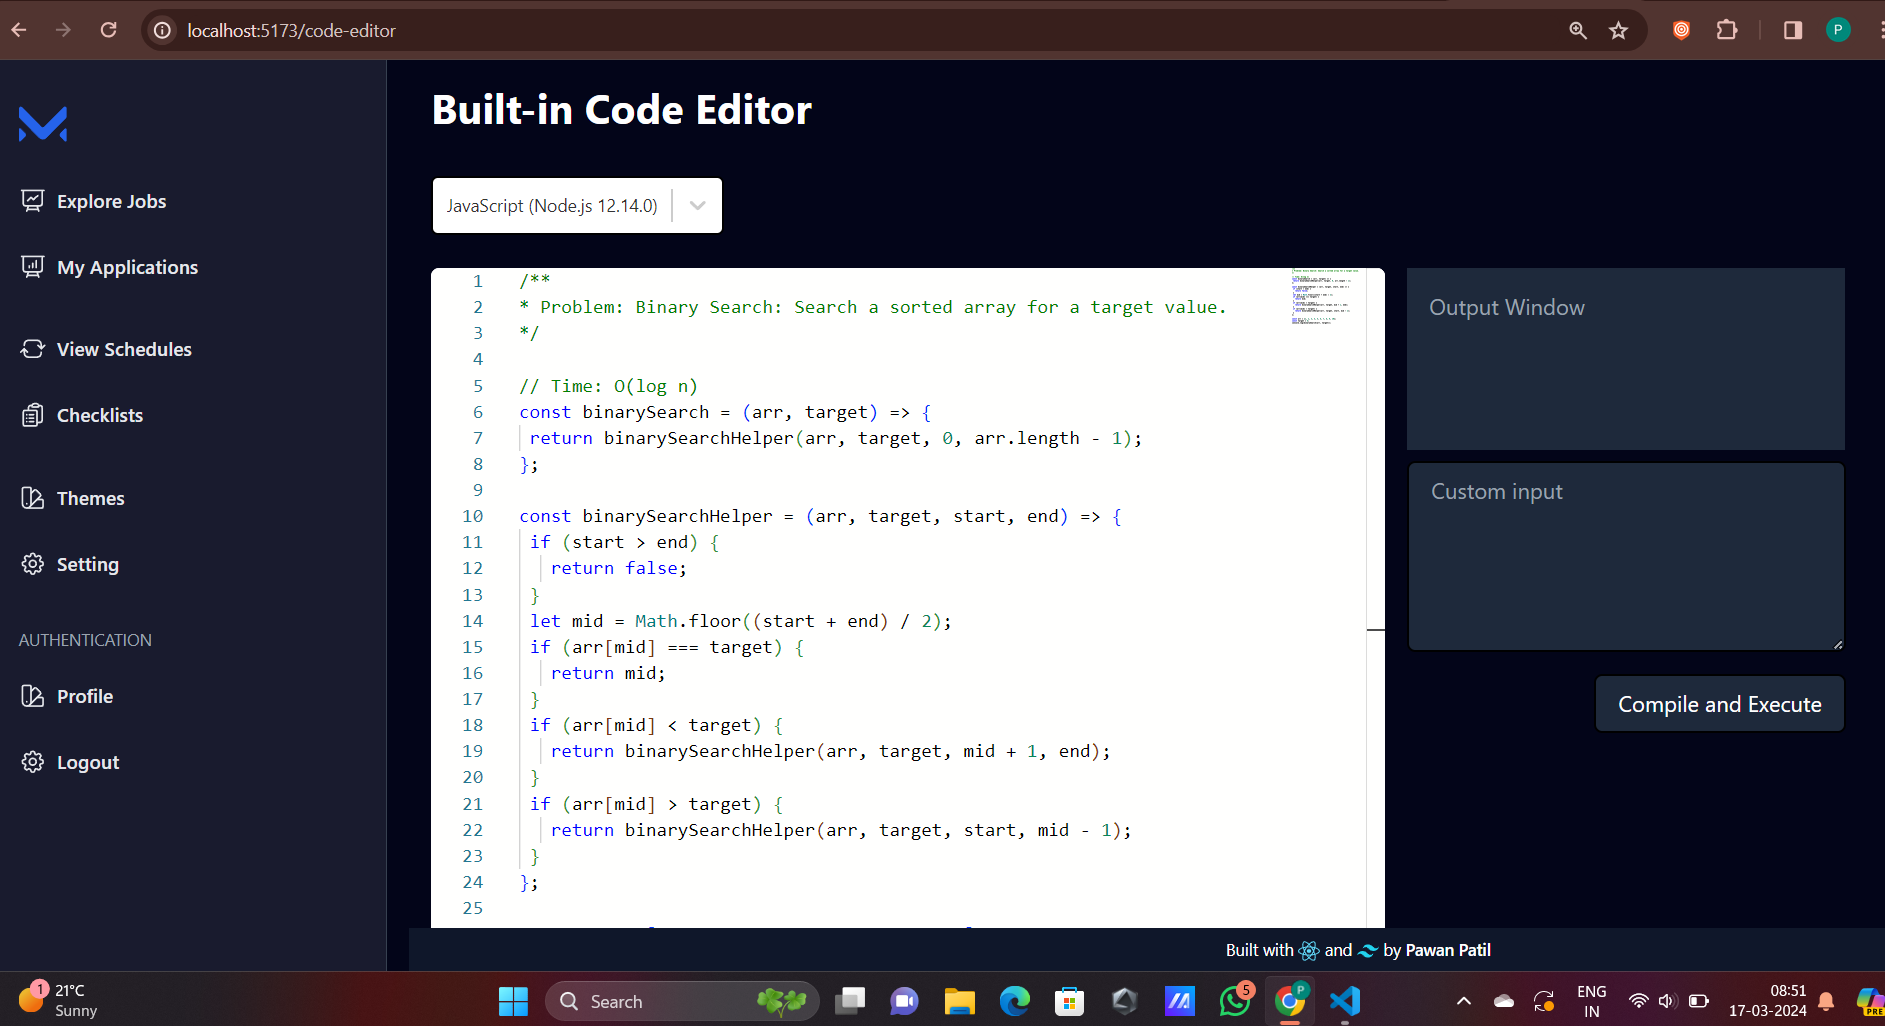 localhost:5173/code-editor
P
Explore Jobs
My Applications
View Schedules
Checklists
Themes
Setting
AUTHENTICATION
Profile
Logout
Built-in Code Editor
JavaScript (Node.js 12.14.0)
1 /**
2 * Problem: Binary Search: Search a sorted array for a target value.
3 */
4
5 // Time: O(log n)
6 const binarySearch = (arr, target) => {
7 return binarySearchHelper(arr, target, 0, arr.length - 1);
8 };
9
10 const binarySearchHelper = (arr, target, start, end) => {
11 if (start > end) {
12 return false;
13 }
14 let mid = Math.floor((start + end) / 2);
15 if (arr[mid] === target) {
16 return mid;
17 }
18 if (arr[mid] < target) {
19 return binarySearchHelper(arr, target, mid + 1, end);
20 }
21 if (arr[mid] > target) {
22 return binarySearchHelper(arr, target, start, mid - 1);
23 }
24 };
25
Output Window
Custom input
Compile and Execute
Built with and by Pawan Patil
1
21°C
Sunny
Search
5
P
ENG
IN
08:51
17-03-2024
PRE